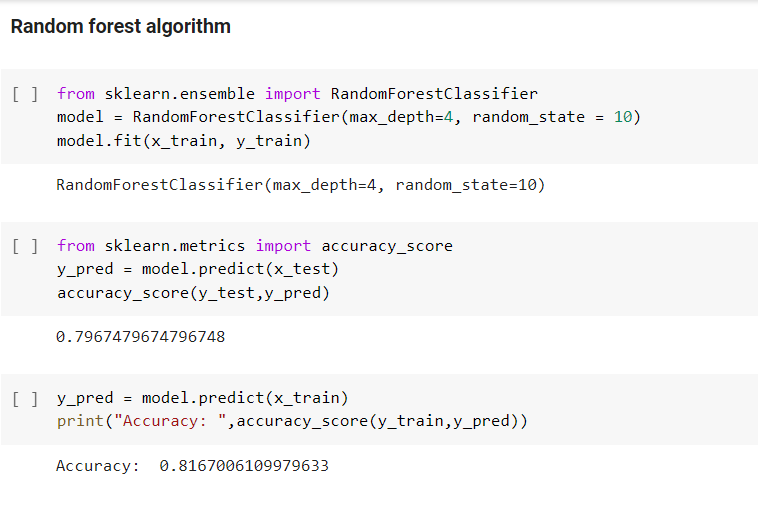 Random forest algorithm
[ ] from sklearn.ensemble import RandomForestClassifier
model = RandomForestClassifier(max_depth=4, random_state = 10)
model.fit(x_train, y_train)
RandomForestClassifier(max_depth=4, random_state=10)
[ ] from sklearn.metrics import accuracy_score
y_pred = model.predict(x_test)
accuracy_score(y_test,y_pred)
0.7967479674796748
[ ] y_pred = model.predict(x_train)
print("Accuracy: ",accuracy_score(y_train,y_pred))
Accuracy:  0.8167006109979633